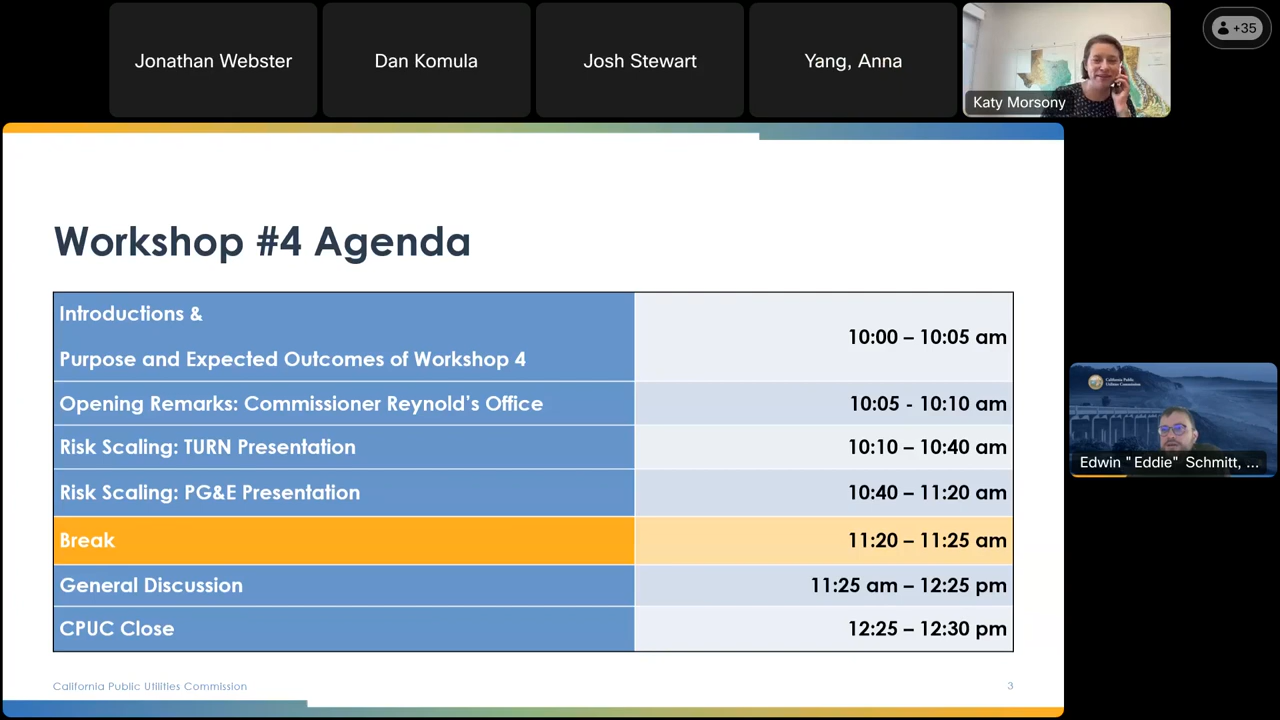 Jonathan Webster
Dan Komula
Josh Stewart
Yang, Anna
Katy Morsony
+35
Workshop #4 Agenda
Introductions &
Purpose and Expected Outcomes of Workshop 4
10:00 – 10:05 am
Opening Remarks: Commissioner Reynold's Office
10:05 - 10:10 am
Risk Scaling: TURN Presentation
10:10 – 10:40 am
Risk Scaling: PG&E Presentation
10:40 – 11:20 am
Break
11:20 – 11:25 am
General Discussion
11:25 am – 12:25 pm
CPUC Close
12:25 – 12:30 pm
California Public Utilities Commission
3
California Public
Utilities Commission
Edwin "Eddie" Schmitt, ...